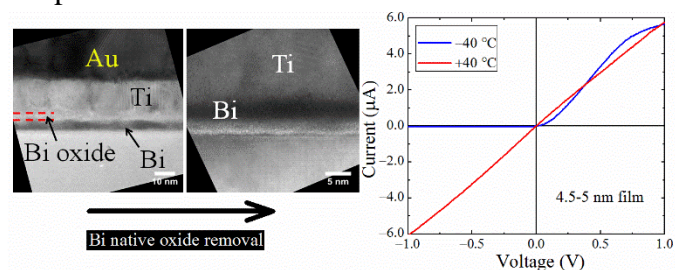 Au
Ti
Bi oxide
Bi
10 nm
Ti
Bi
5 nm
Bi native oxide removal
6.0
4.0
2.0
0.0
−2.0
−4.0
−6.0
Current (μA)
−40 °C
+40 °C
4.5-5 nm film
−1.0
−0.5
0.0
0.5
1.0
Voltage (V)